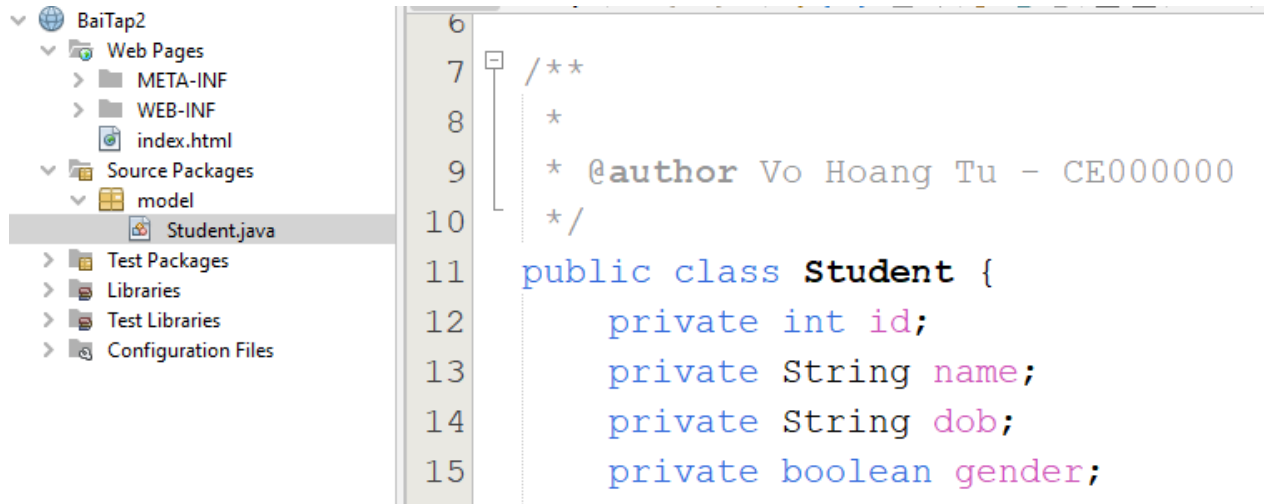 BaiTap2
Web Pages
META-INF
WEB-INF
index.html
Source Packages
model
Student.java
Test Packages
Libraries
Test Libraries
Configuration Files
6
7 /**
8 *
9 * @author Vo Hoang Tu - CE000000
10 */
11 public class Student {
12 private int id;
13 private String name;
14 private String dob;
15 private boolean gender;